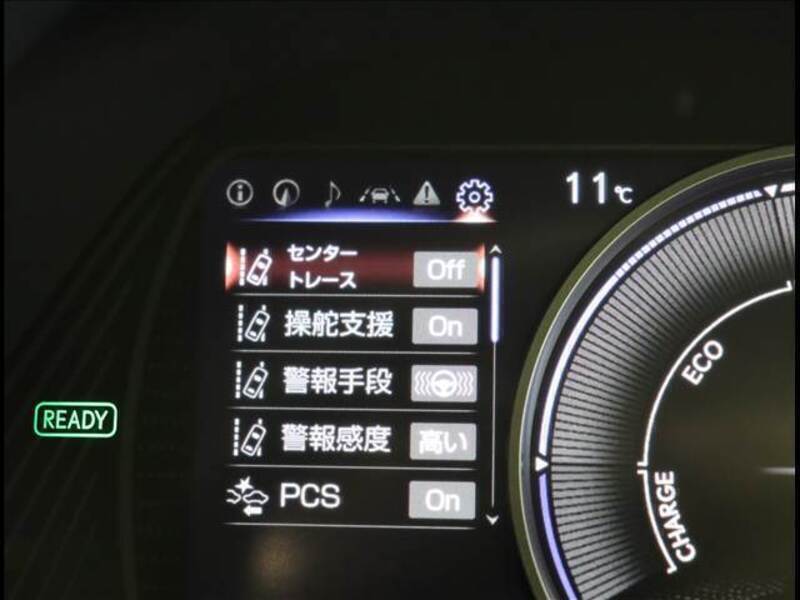 11℃
センター
トレース
Off
操舵支援
On
警報手段
警報感度
高い
PCS
On
READY
ECO
CHARGE